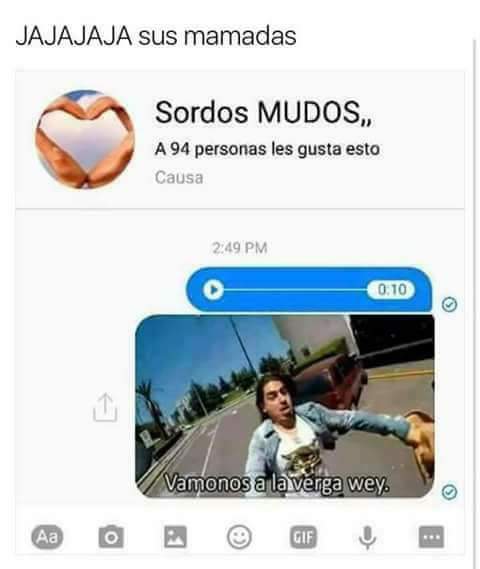 JAJAJAJA sus mamadas
Sordos MUDOS,,
A 94 personas les gusta esto
Causa
2:49 PM
0:10
Vamonos a la verga wey.
Aa
GIF